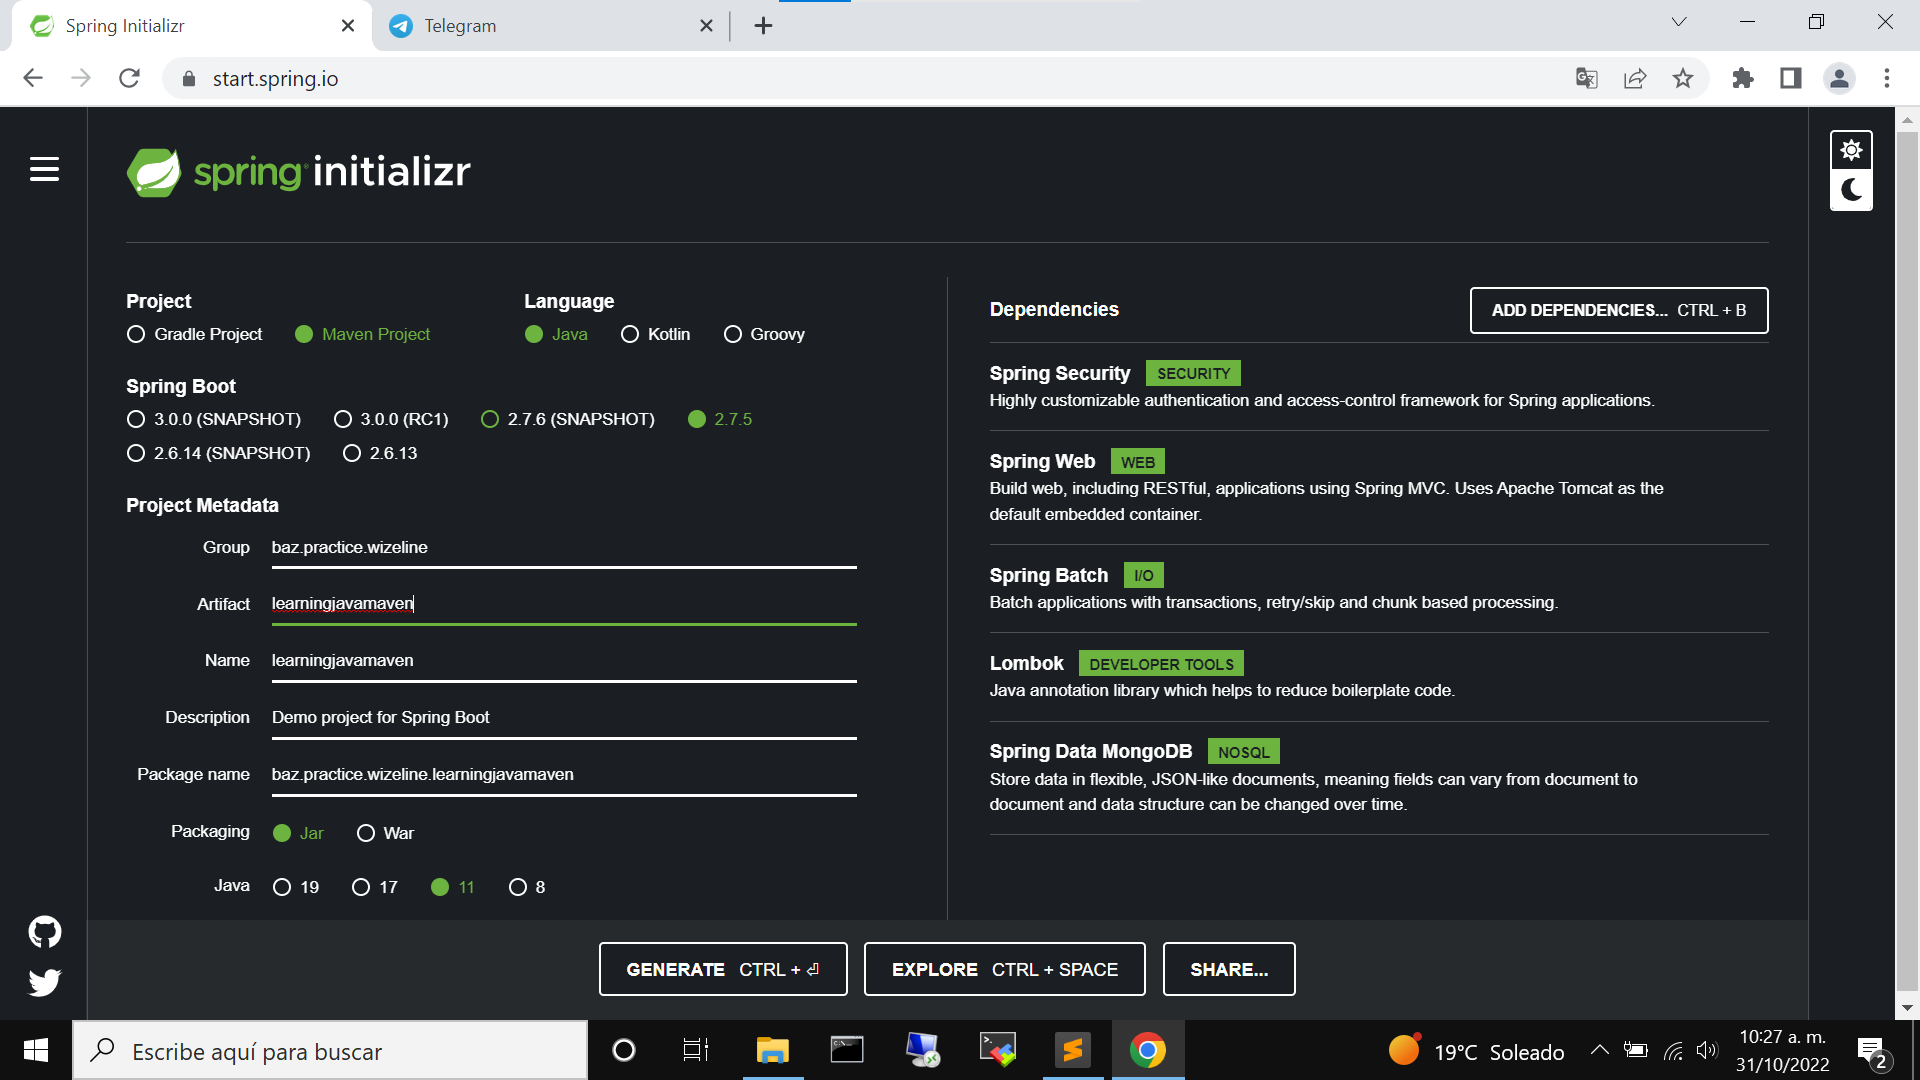 Spring Initializr
Telegram
start.spring.io
spring initializr
Project
Gradle Project
Maven Project
Language
Java
Kotlin
Groovy
Spring Boot
3.0.0 (SNAPSHOT)
3.0.0 (RC1)
2.7.6 (SNAPSHOT)
2.7.5
2.6.14 (SNAPSHOT)
2.6.13
Project Metadata
Group
baz.practice.wizeline
Artifact
learningjavamaven
Name
learningjavamaven
Description
Demo project for Spring Boot
Package name
baz.practice.wizeline.learningjavamaven
Packaging
Jar
War
Java
19
17
11
8
Dependencies
ADD DEPENDENCIES... CTRL + B
Spring Security SECURITY
Highly customizable authentication and access-control framework for Spring applications.
Spring Web WEB
Build web, including RESTful, applications using Spring MVC. Uses Apache Tomcat as the
default embedded container.
Spring Batch I/O
Batch applications with transactions, retry/skip and chunk based processing.
Lombok DEVELOPER TOOLS
Java annotation library which helps to reduce boilerplate code.
Spring Data MongoDB NOSQL
Store data in flexible, JSON-like documents, meaning fields can vary from document to
document and data structure can be changed over time.
GENERATE CTRL + ⏎
EXPLORE CTRL + SPACE
SHARE...
Escribe aquí para buscar
19°C Soleado
10:27 a. m.
31/10/2022
2